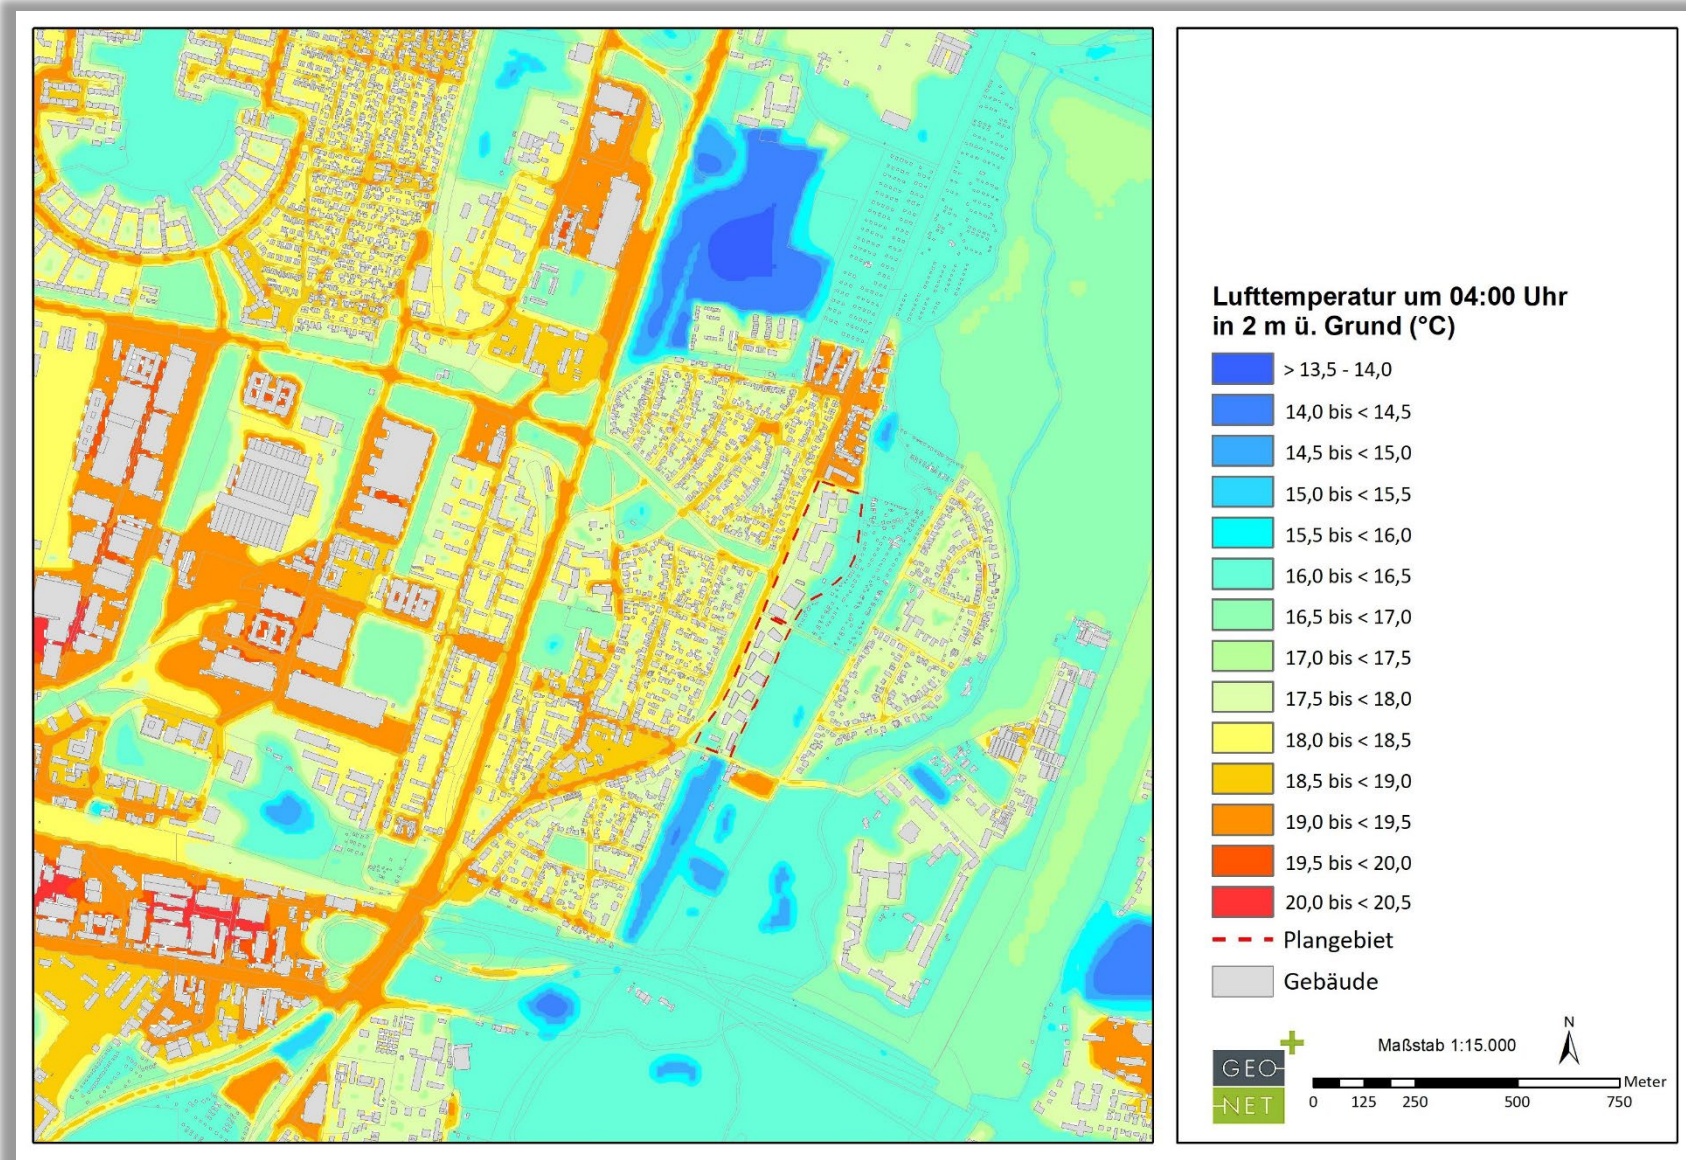 Lufttemperatur um 04:00 Uhr
in 2 m ü. Grund (°C)
> 13,5 - 14,0
14,0 bis < 14,5
14,5 bis < 15,0
15,0 bis < 15,5
15,5 bis < 16,0
16,0 bis < 16,5
16,5 bis < 17,0
17,0 bis < 17,5
17,5 bis < 18,0
18,0 bis < 18,5
18,5 bis < 19,0
19,0 bis < 19,5
19,5 bis < 20,0
20,0 bis < 20,5
Plangebiet
Gebäude
GEO
NET
Maßstab 1:15.000
N
Meter
0 125 250 500 750